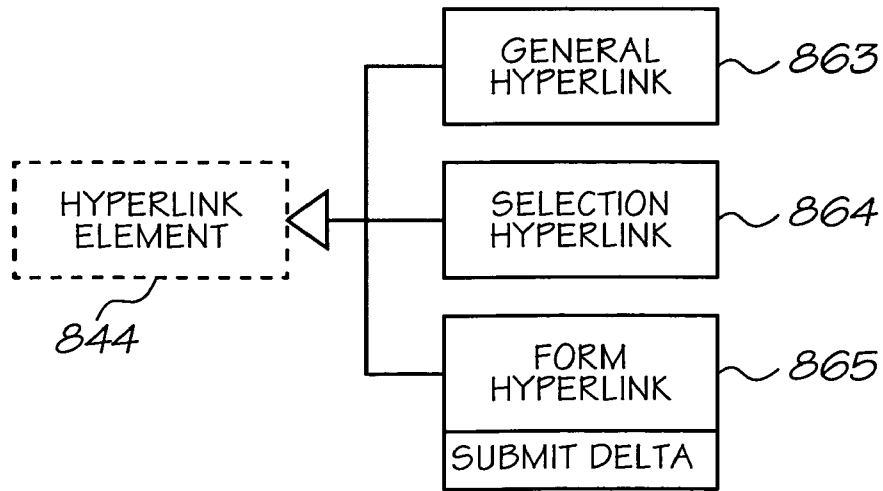 GENERAL
HYPERLINK
863
HYPERLINK
ELEMENT
844
SELECTION
HYPERLINK
864
FORM
HYPERLINK
865
SUBMIT DELTA